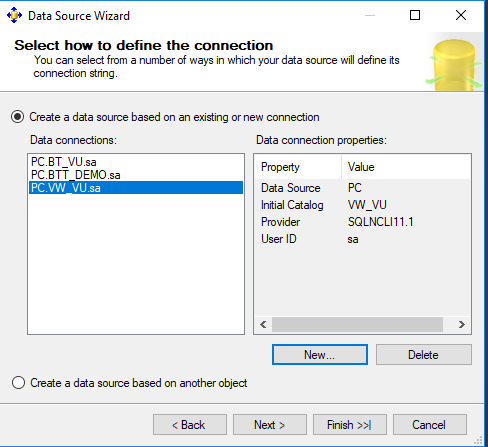 Data Source Wizard
Select how to define the connection
You can select from a number of ways in which your data source will define its
connection string.
Create a data source based on an existing or new connection
Data connections:
PC.BT_VU.sa
PC.BTT_DEMO.sa
PC.VW_VU.sa
Data connection properties:
Property Value
Data Source PC
Initial Catalog VW_VU
Provider SQLNCLI11.1
User ID sa
New...
Delete
Create a data source based on another object
< Back
Next >
Finish >>|
Cancel